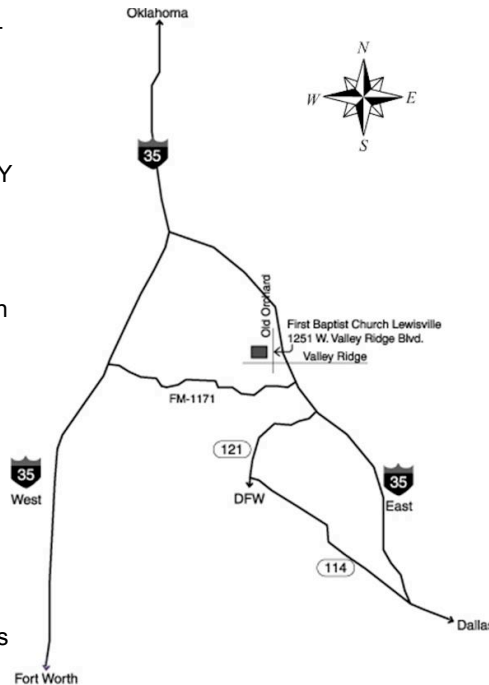 Oklahoma
N
W
E
S
35
Y
n
Old Orchard
First Baptist Church Lewisville
1251 W. Valley Ridge Blvd.
Valley Ridge
FM-1171
121
35
West
DFW
35
East
114
Dallas
s
Fort Worth